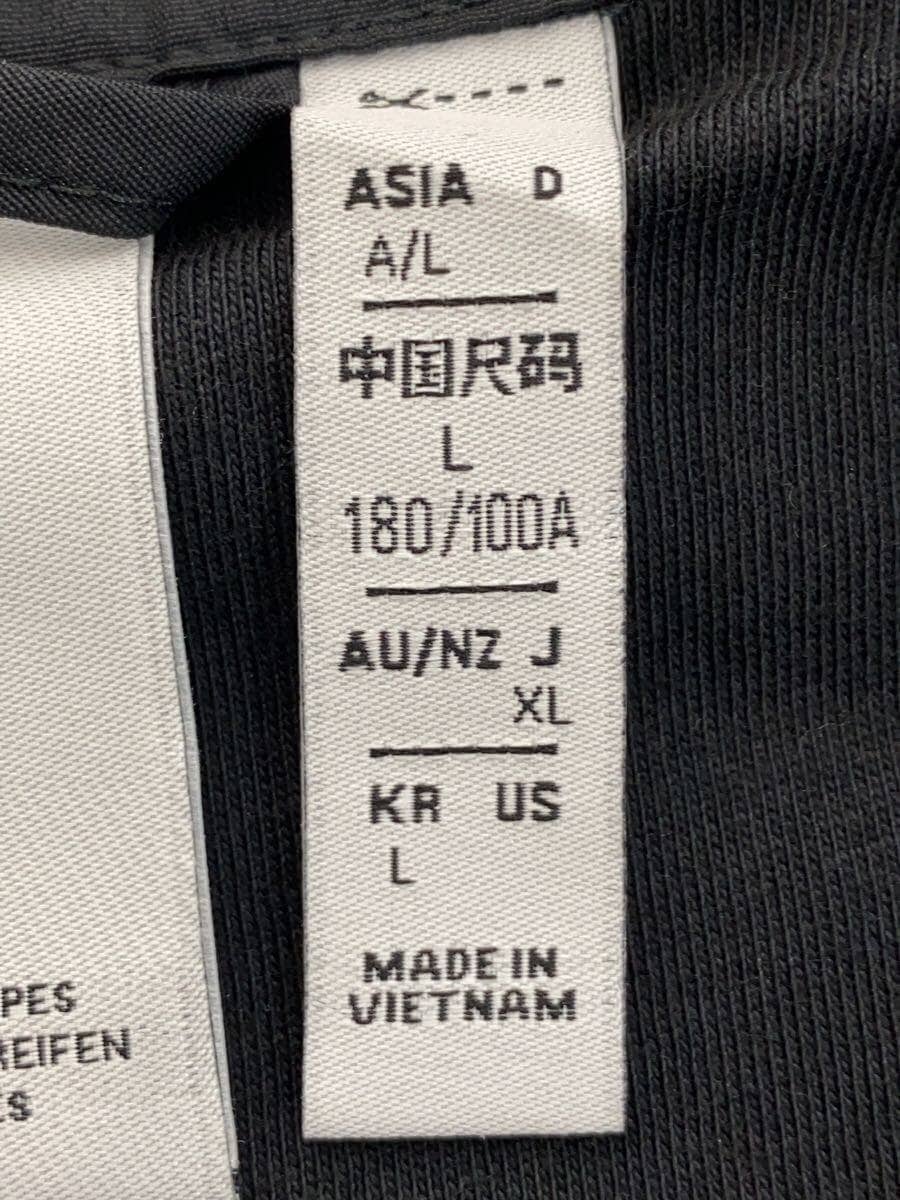 ASIA D
A/L
中国尺码
L
180/100A
AU/NZ J
XL
KR US
L
MADE IN
VIETNAM
PES
REIFEN
ES